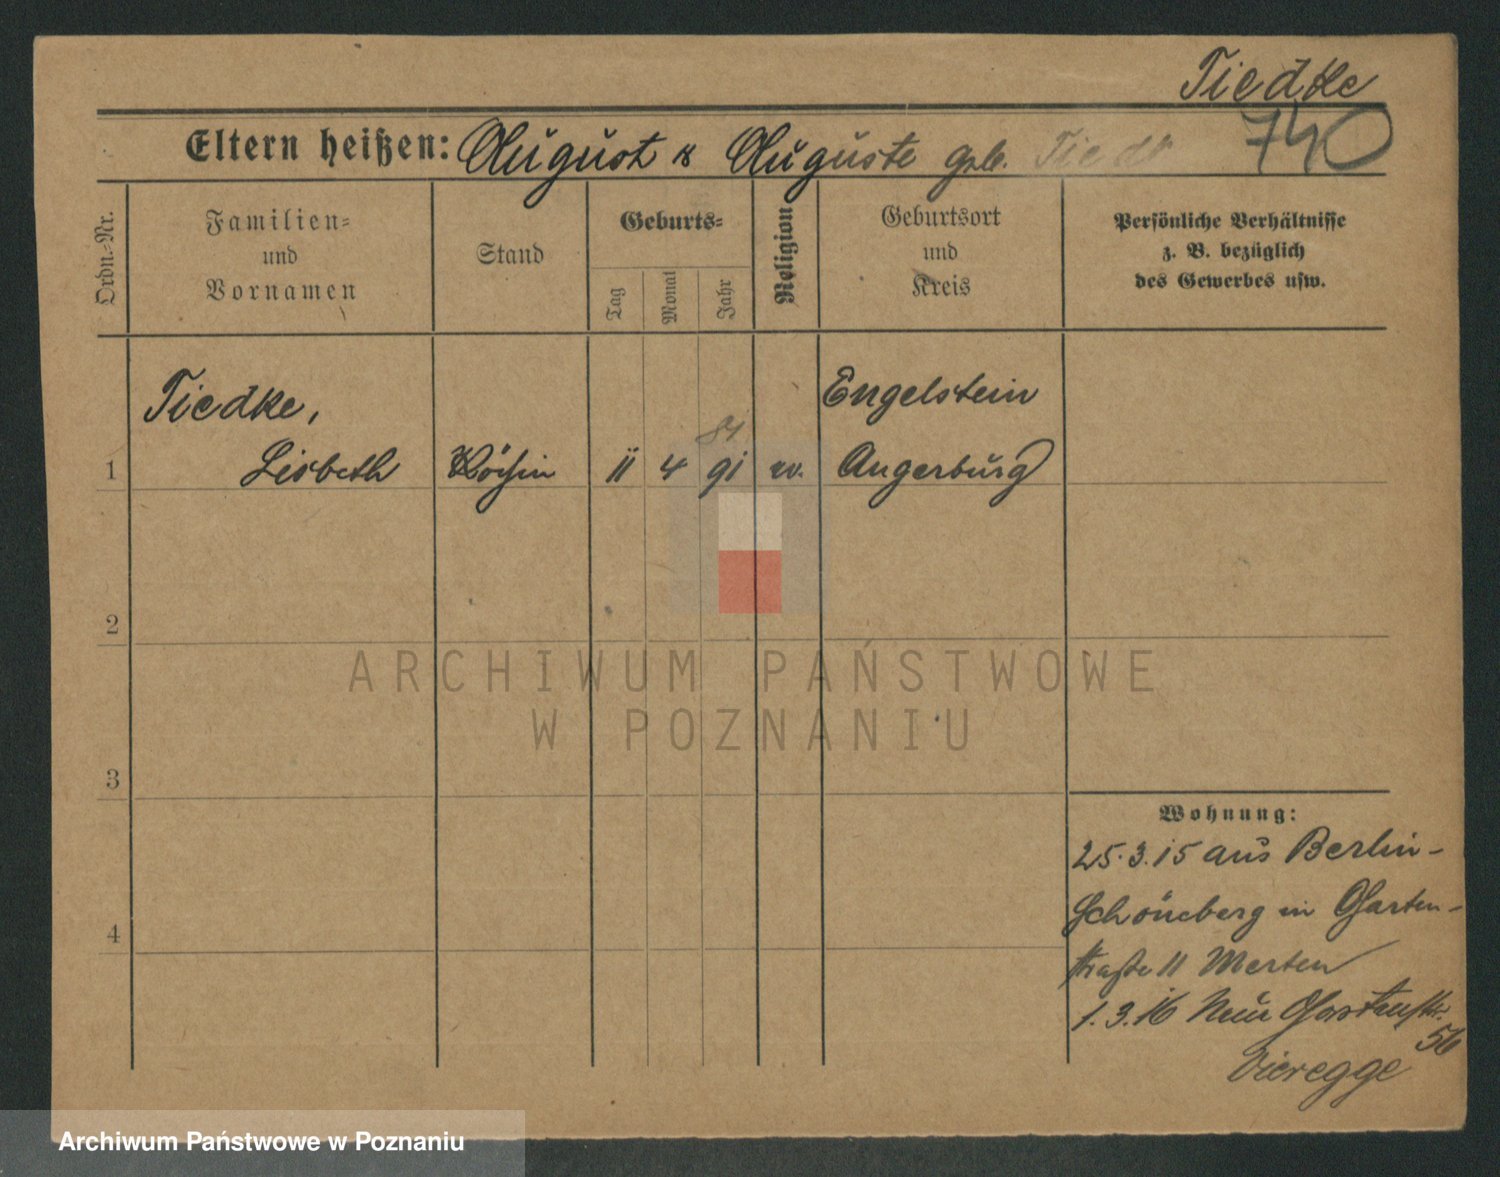 Tiedke
740
Eltern heißen: August & Auguste geb. Tiedt
Ordn.-Nr.
Familien=
und
Vornamen
Stand
Geburts=
Tag
Monat
Jahr
Religion
Geburtsort
und
Kreis
Persönliche Verhältnisse
z. B. bezüglich
des Gewerbes usw.
Tiedke, Engelstein
84
1 Lisbeth Köchin 11 4 91 ev. Angerburg
2
ARCHIWUM PAŃSTWOWE
W POZNANIU
3
Wohnung:
25.3.15 aus Berlin-
Schöneberg in Garten-
4
straße 11 Merten
1.3.16 Neue Gartenstr.
56
Vieregge
Archiwum Państwowe w Poznaniu